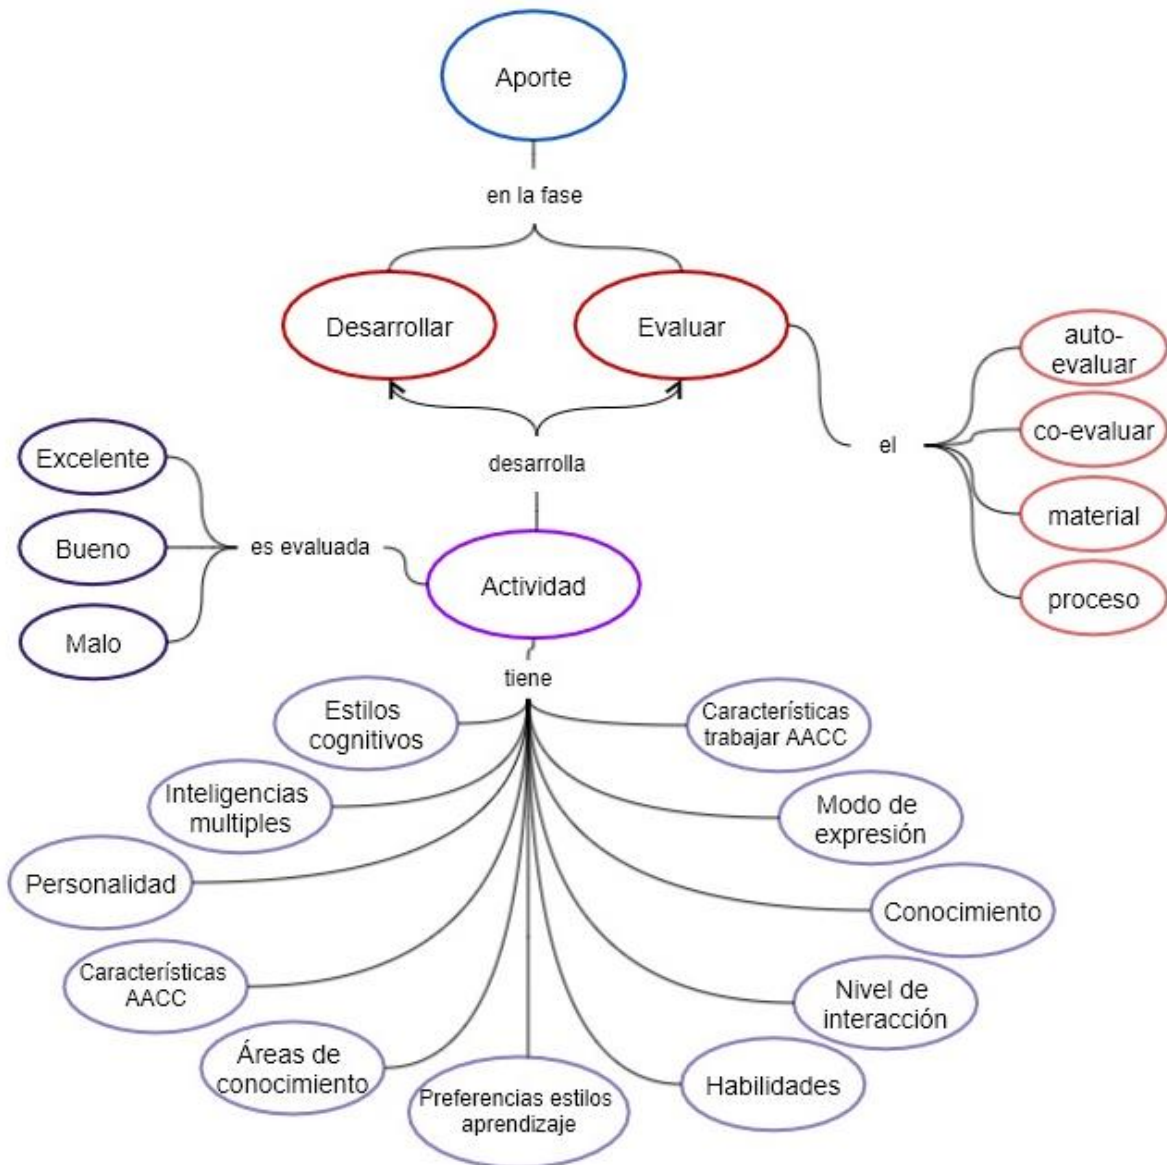 Aporte
en la fase
Desarrollar
Evaluar
auto-
evaluar
co-evaluar
el
material
proceso
desarrolla
Excelente
Bueno
es evaluada
Malo
Actividad
tiene
Estilos
cognitivos
Características
trabajar AACC
Inteligencias
multiples
Modo de
expresión
Personalidad
Conocimiento
Características
AACC
Nivel de
interacción
Áreas de
conocimiento
Preferencias estilos
aprendizaje
Habilidades